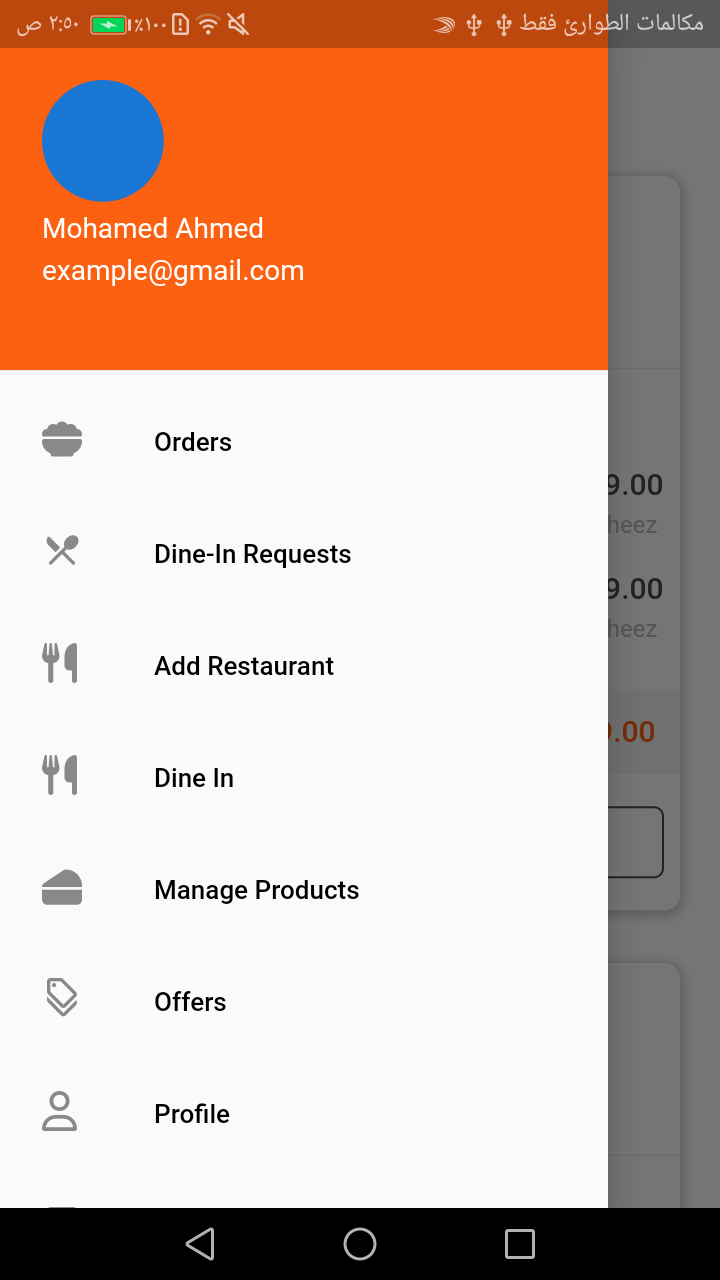 مكالمات الطوارئ فقط ٪١٠٠ ٢:٥٠ ص
Mohamed Ahmed
example@gmail.com
Orders
9.00
heez
Dine-In Requests
9.00
heez
Add Restaurant
9.00
Dine In
Manage Products
Offers
Profile